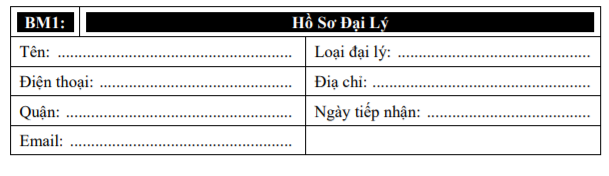 BM1: Hồ Sơ Đại Lý
Tên: ........................................................ Loại đại lý: ..............................................
Điện thoại: .............................................. Địa chỉ: ....................................................
Quận: ...................................................... Ngày tiếp nhận: .......................................
Email: .....................................................